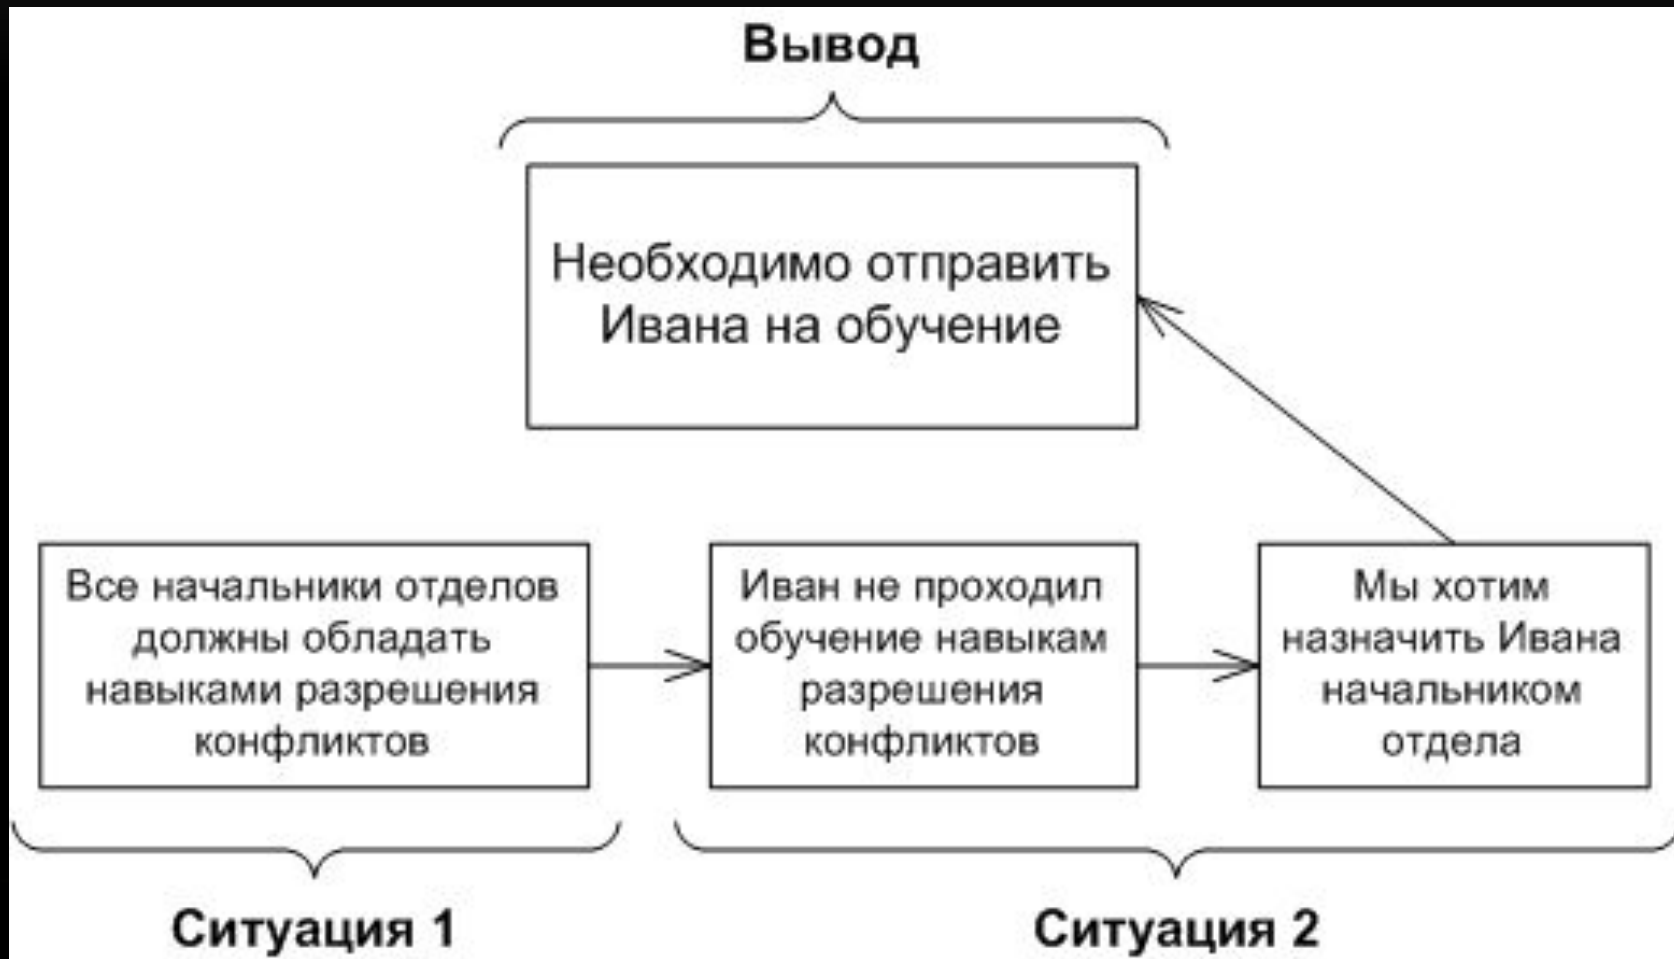 Вывод
Необходимо отправить
Ивана на обучение
Все начальники отделов
должны обладать
навыками разрешения
конфликтов
Иван не проходил
обучение навыкам
разрешения
конфликтов
Мы хотим
назначить Ивана
начальником
отдела
Ситуация 1
Ситуация 2